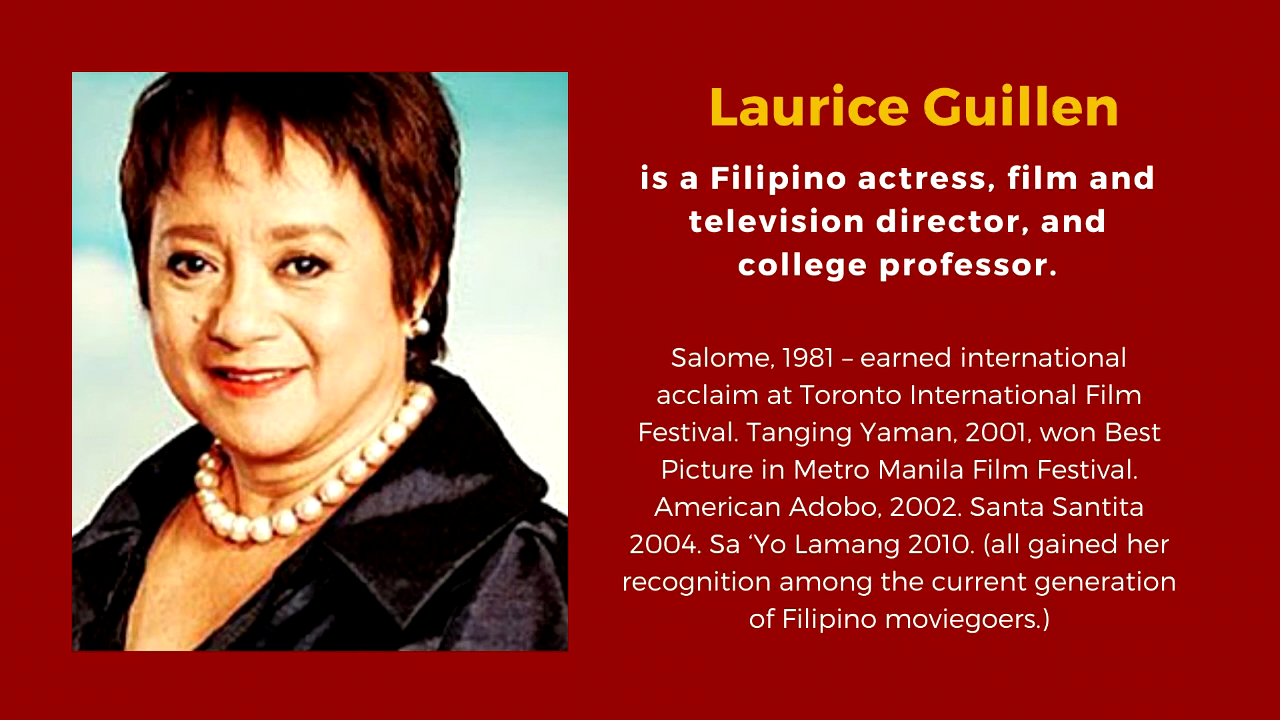 Laurice Guillen
is a Filipino actress, film and
television director, and
college professor.
Salome, 1981 – earned international
acclaim at Toronto International Film
Festival. Tanging Yaman, 2001, won Best
Picture in Metro Manila Film Festival.
American Adobo, 2002. Santa Santita
2004. Sa ‘Yo Lamang 2010. (all gained her
recognition among the current generation
of Filipino moviegoers.)